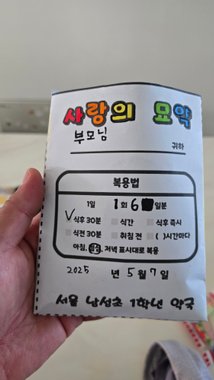 사랑의 묘약
부모님
귀하
복용법
1일 1회 6일분
식후 30분 식간 식후 즉시
식전 30분 취침 전 ( )시간마다
아침, 점심, 저녁 표시대로 복용
2025 년 5 월 7 일
서울 남성초 1학년 약국